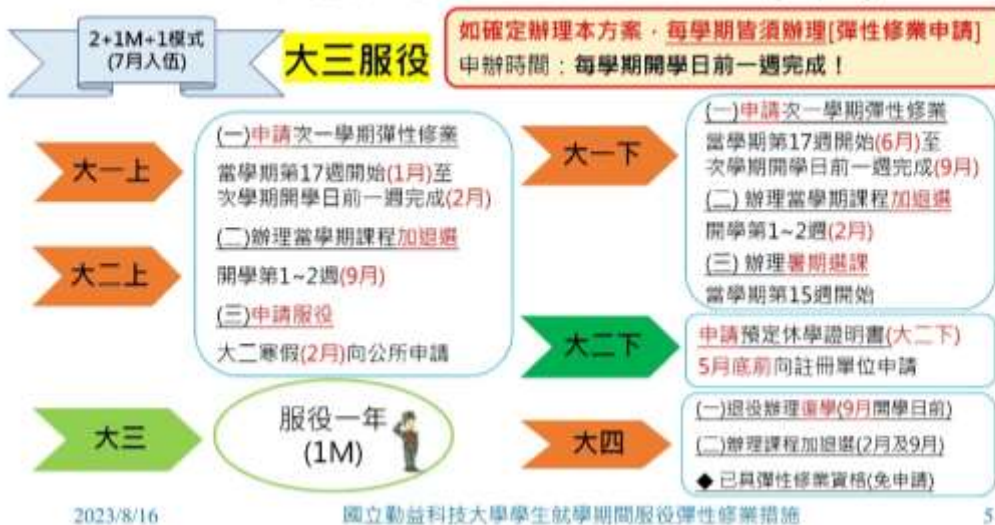 2+1M+1模式
(7月入伍)
大三服役
如確定辦理本方案，每學期皆須辦理[彈性修業申請]
申辦時間：每學期開學日前一週完成！
大一上
大二上
(一)申請次一學期彈性修業
當學期第17週開始(1月)至
次學期開學日前一週完成(2月)
(二)辦理當學期課程加退選
開學第1~2週(9月)
(三)申請服役
大二寒假(2月)向公所申請
大一下
(一)申請次一學期彈性修業
當學期第17週開始(6月)至
次學期開學日前一週完成(9月)
(二) 辦理當學期課程加退選
開學第1~2週(2月)
(三) 辦理暑期選課
當學期第15週開始
大二下
申請預定休學證明書(大二下)
5月底前向註冊單位申請
大三
服役一年
(1M)
大四
(一)退役辦理復學(9月開學日前)
(二)辦理課程加退選(2月及9月)
◆ 已具彈性修業資格(免申請)
2023/8/16
國立勤益科技大學學生就學期間服役彈性修業措施
5